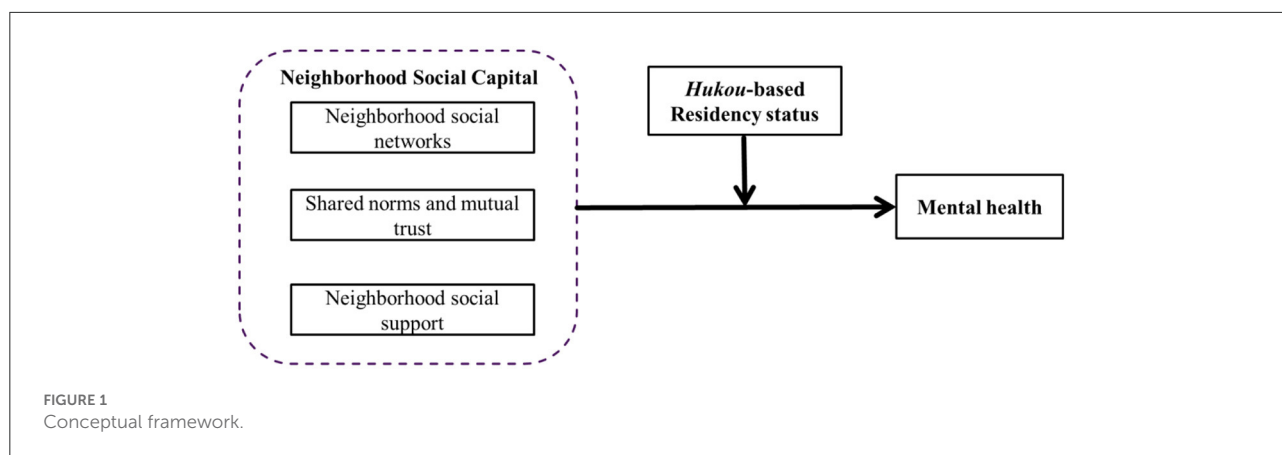 Neighborhood Social Capital
Neighborhood social
networks
Shared norms and mutual
trust
Neighborhood social
support
Hukou-based
Residency status
Mental health
FIGURE 1
Conceptual framework.